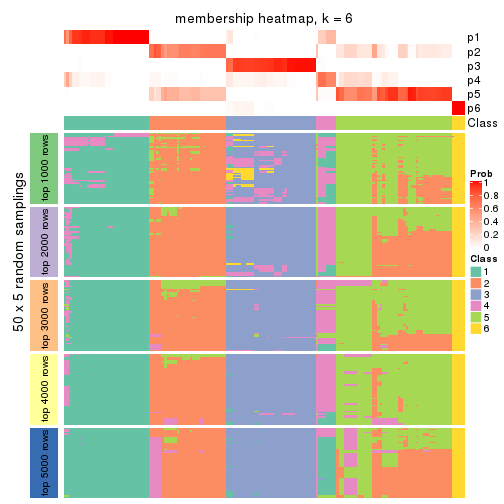 membership heatmap, k = 6
p1
p2
p3
p4
p5
p6
Class
50 x 5 random samplings
top 1000 rows
top 2000 rows
top 3000 rows
top 4000 rows
top 5000 rows
Prob
1
0.8
0.6
0.4
0.2
0
Class
1
2
3
4
5
6